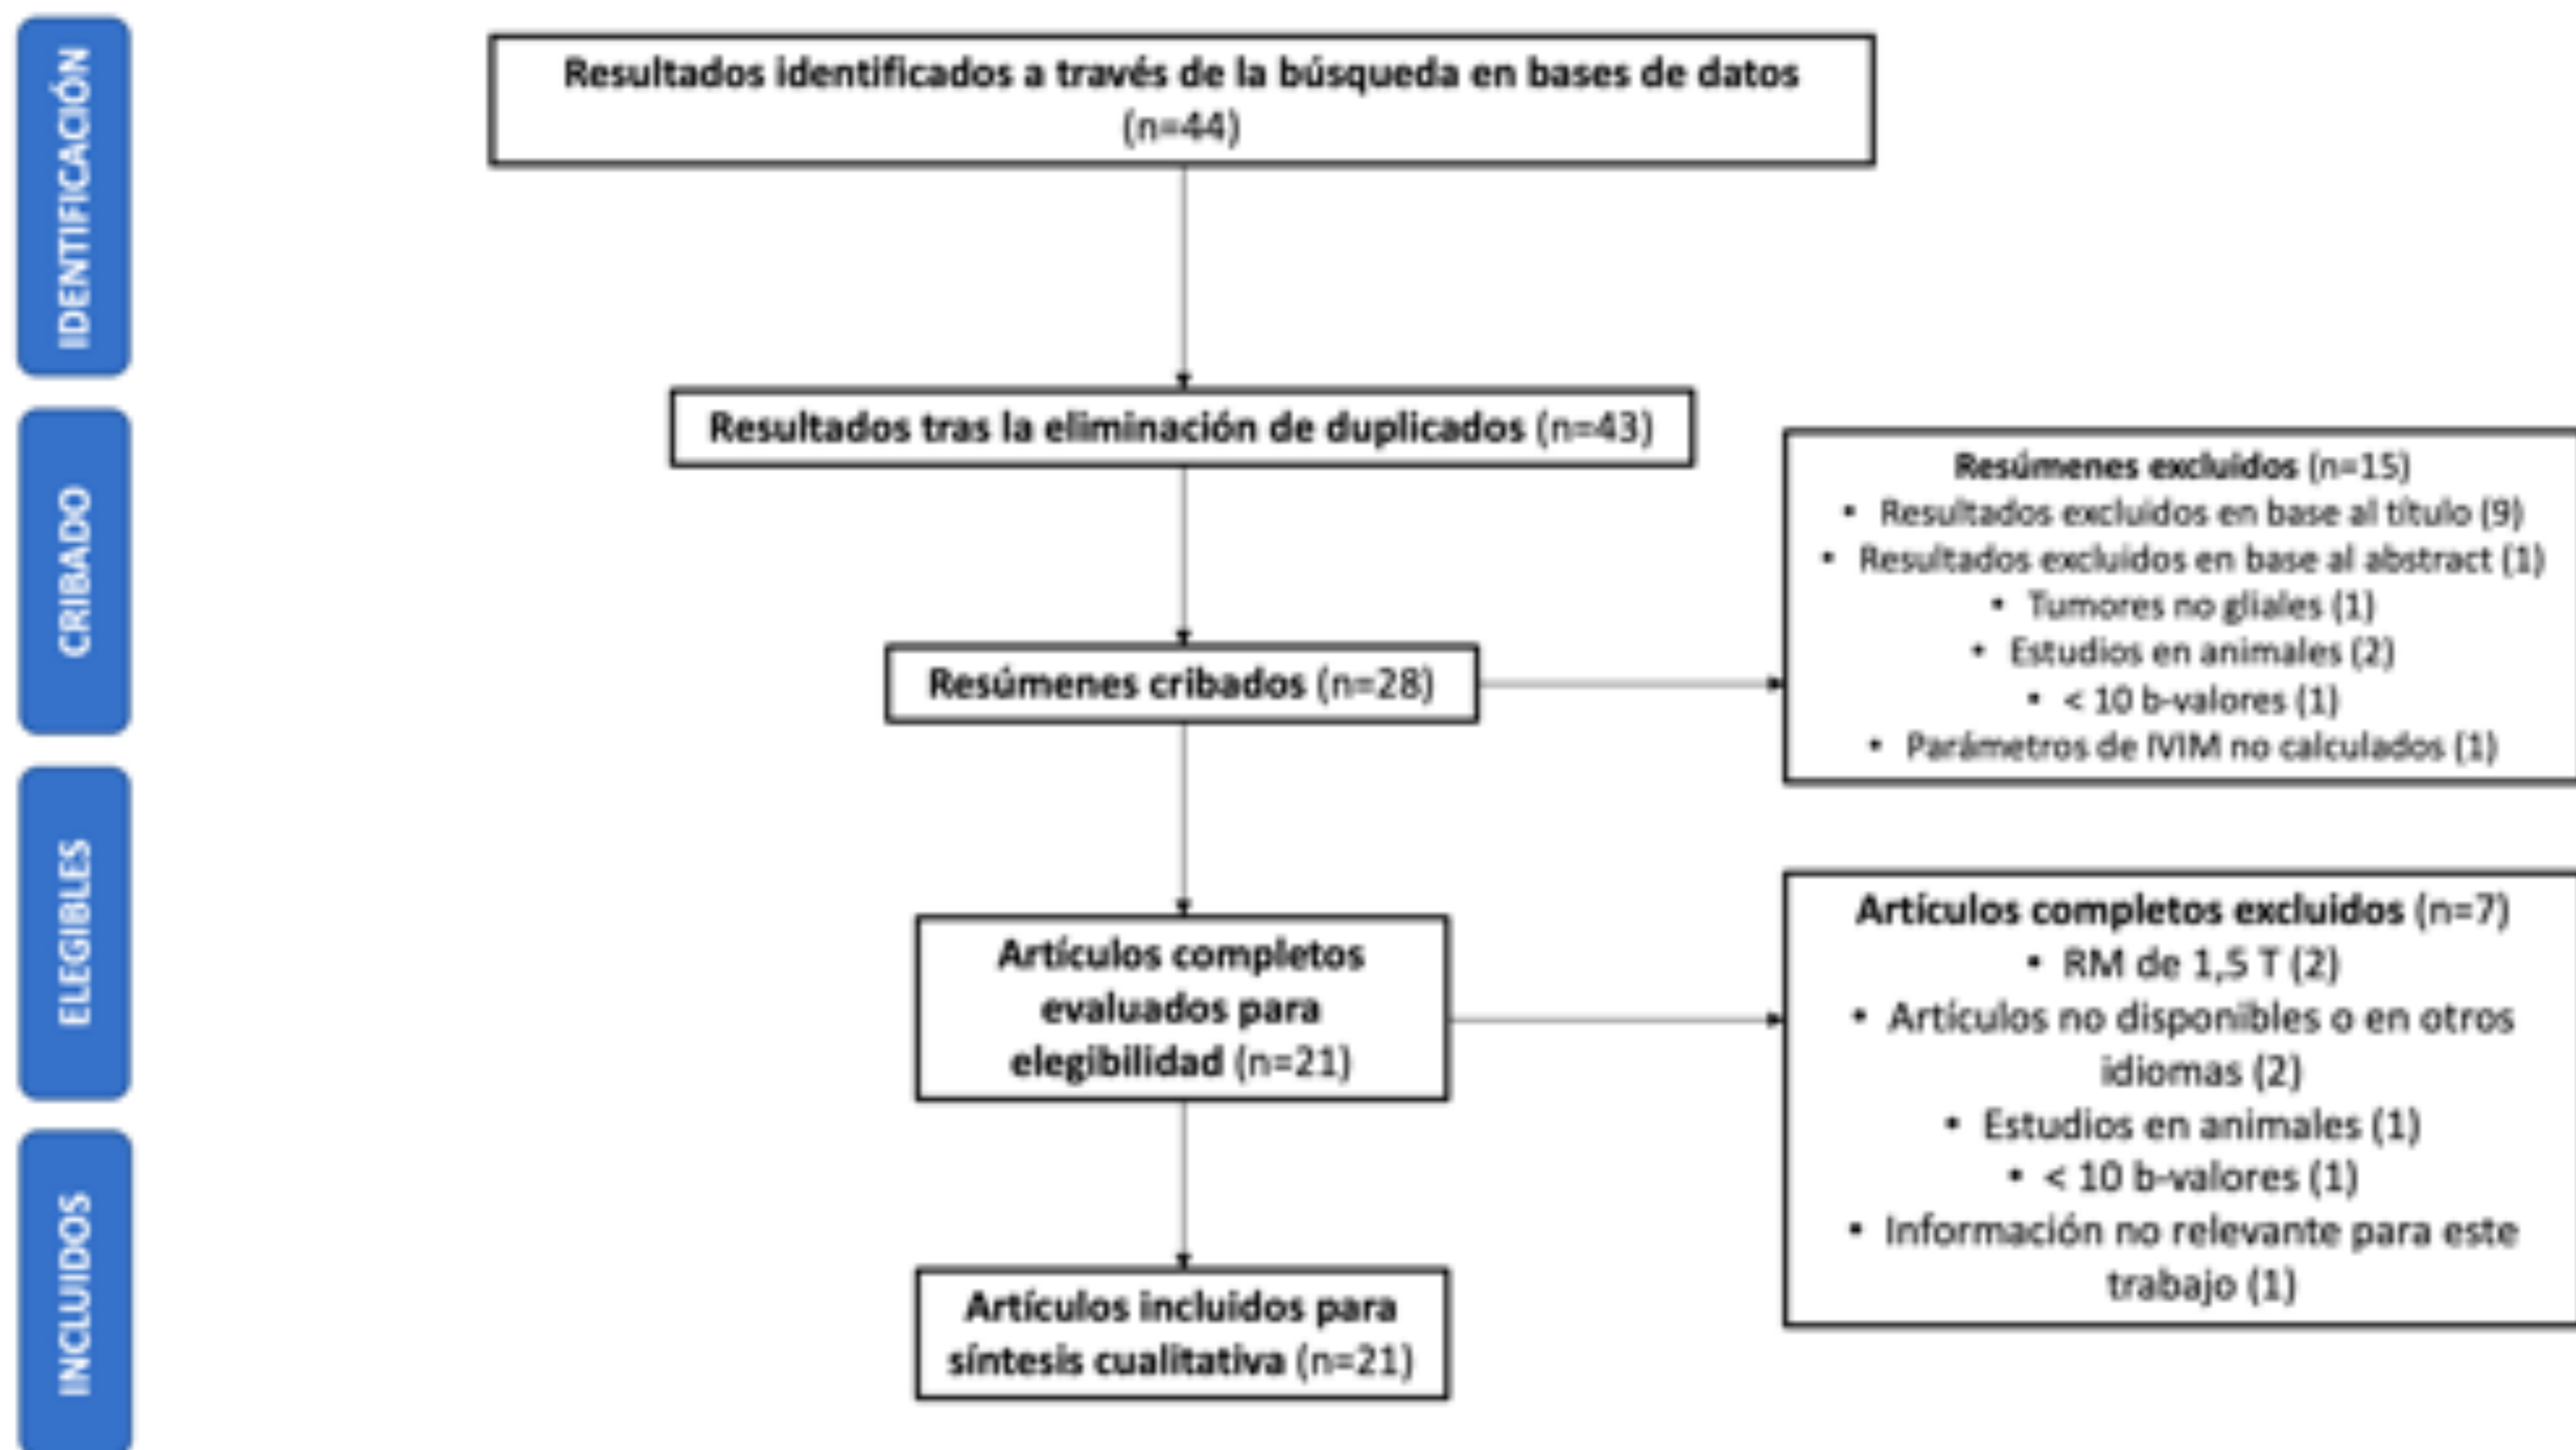 IDENTIFICACIÓN
Resultados identificados a través de la búsqueda en bases de datos
(n=44)
CRIBADO
Resultados tras la eliminación de duplicados (n=43)
Resúmenes excluidos (n=15)
• Resultados excluidos en base al título (9)
• Resultados excluidos en base al abstract (1)
• Tumores no gliales (1)
• Estudios en animales (2)
• < 10 b-valores (1)
• Parámetros de IVIM no calculados (1)
Resúmenes cribados (n=28)
ELEGIBLES
Artículos completos
evaluados para
elegibilidad (n=21)
Artículos completos excluidos (n=7)
• RM de 1,5 T (2)
• Artículos no disponibles o en otros
idiomas (2)
• Estudios en animales (1)
• < 10 b-valores (1)
• Información no relevante para este
trabajo (1)
INCLUIDOS
Artículos incluidos para
síntesis cualitativa (n=21)